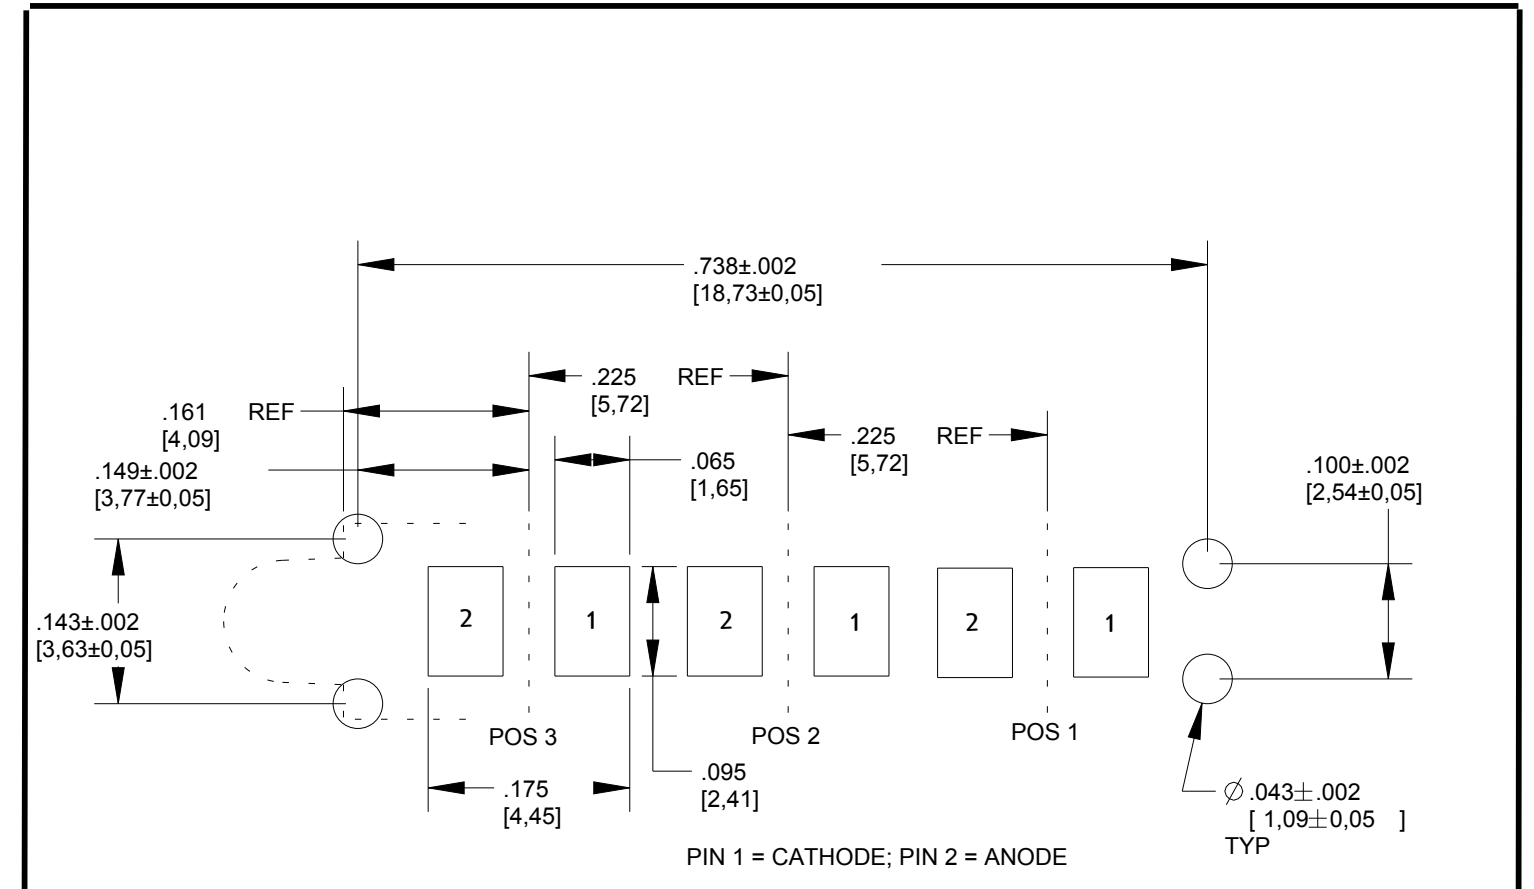 .738±.002
[18,73±0,05]
.225 REF
[5,72]
.161 REF
[4,09]
.225 REF
[5,72]
.149±.002
[3,77±0,05]
.065
[1,65]
.100±.002
[2,54±0,05]
.143±.002
[3,63±0,05]
2 1 2 1 2 1
POS 3 POS 2 POS 1
.175
[4,45]
.095
[2,41]
∅ .043±.002
[ 1,09±0,05 ]
TYP
PIN 1 = CATHODE; PIN 2 = ANODE